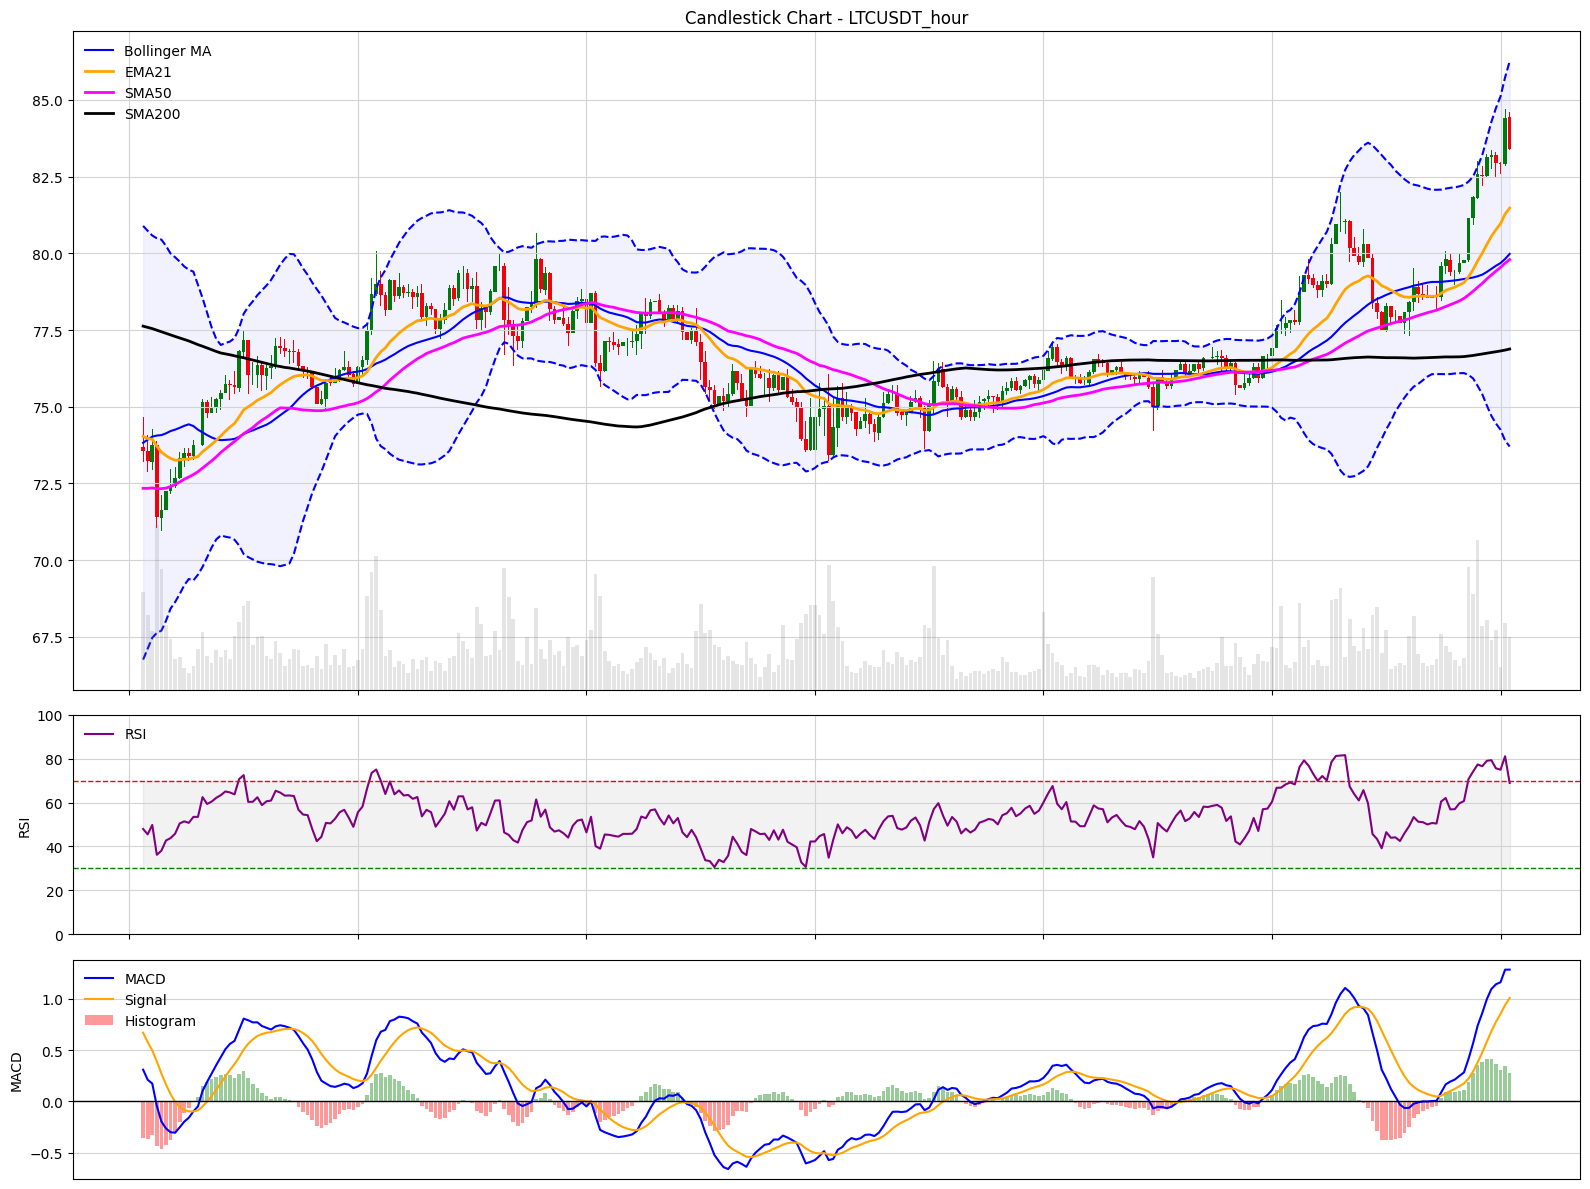 Candlestick Chart - LTCUSDT_hour
Bollinger MA
EMA21
SMA50
SMA200
85.0
82.5
80.0
77.5
75.0
72.5
70.0
67.5
100
RSI
80
60
RSI
40
20
0
MACD
Signal
Histogram
1.0
0.5
MACD
0.0
−0.5